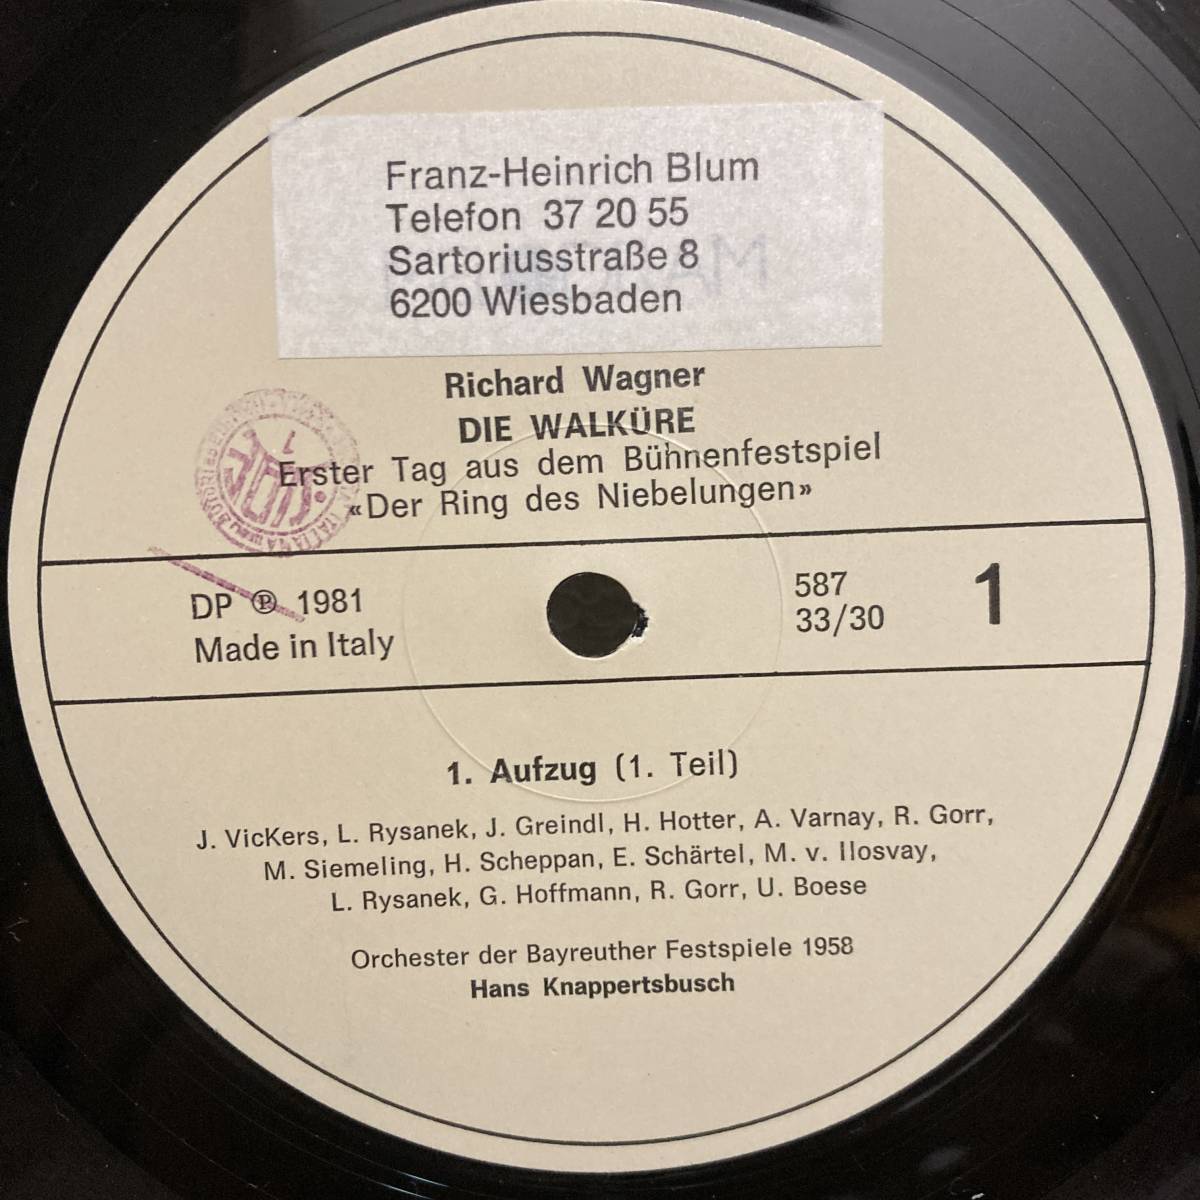 Franz-Heinrich Blum
Telefon 37 20 55
Sartoriusstraße 8
6200 Wiesbaden
Richard Wagner
DIE WALKÜRE
Erster Tag aus dem Bühnenfestspiel
«Der Ring des Niebelungen»
DP ℗ 1981
Made in Italy
587
33/30
1
1. Aufzug (1. Teil)
J. VicKers, L. Rysanek, J. Greindl, H. Hotter, A. Varnay, R. Gorr,
M. Siemeling, H. Scheppan, E. Schärtel, M. v. Ilosvay,
L. Rysanek, G. Hoffmann, R. Gorr, U. Boese
Orchester der Bayreuther Festspiele 1958
Hans Knappertsbusch